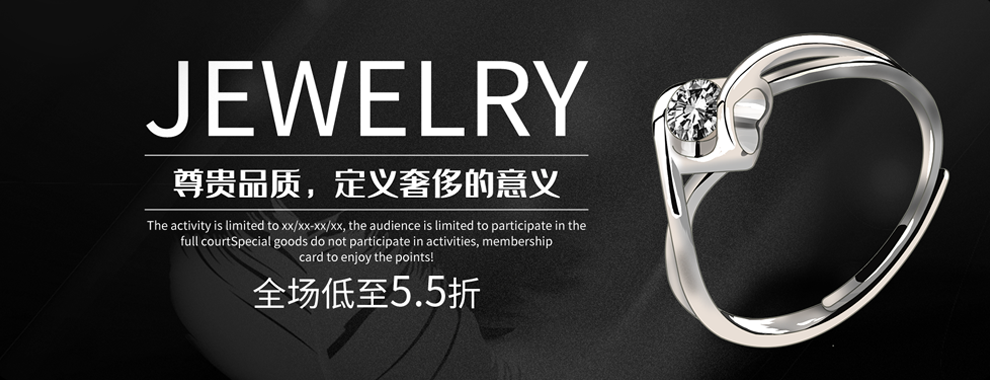 JEWELRY
尊贵品质，定义奢侈的意义
The activity is limited to xx/xx-xx/xx, the audience is limited to participate in the
full courtSpecial goods do not participate in activities, membership
card to enjoy the points!
全场低至5.5折